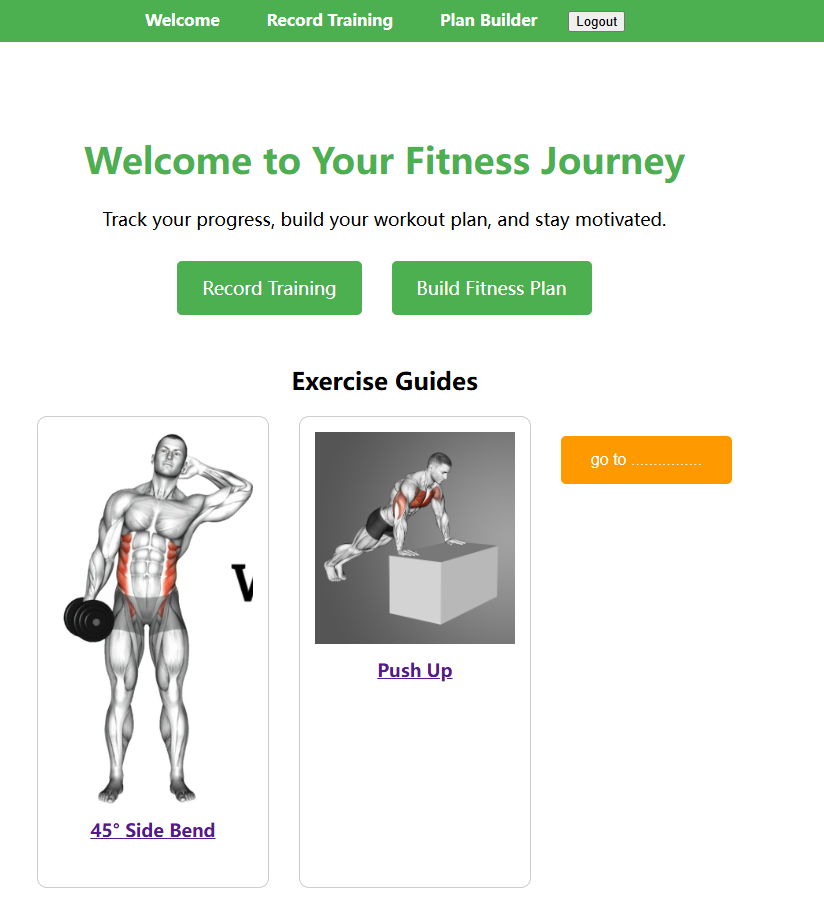 Welcome Record Training Plan Builder Logout
Welcome to Your Fitness Journey
Track your progress, build your workout plan, and stay motivated.
Record Training Build Fitness Plan
Exercise Guides
go to ................
Push Up
45° Side Bend